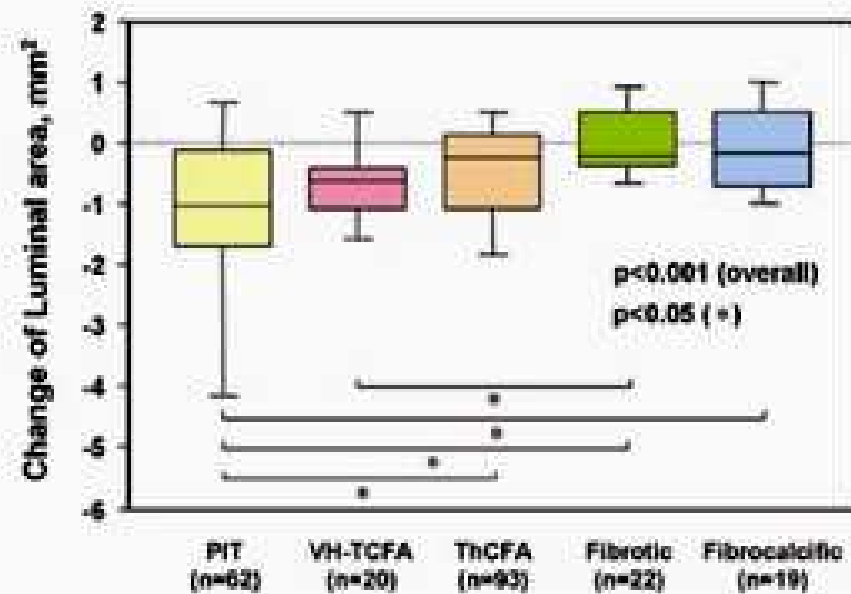 Change of Luminal area, mm²
2
1
0
-1
-2
-3
-4
-5
-6
p<0.001 (overall)
p<0.05 (*)
*
*
*
*
PIT VH-TCFA ThCFA Fibrotic Fibrocalcific
(n=62) (n=20) (n=93) (n=22) (n=19)